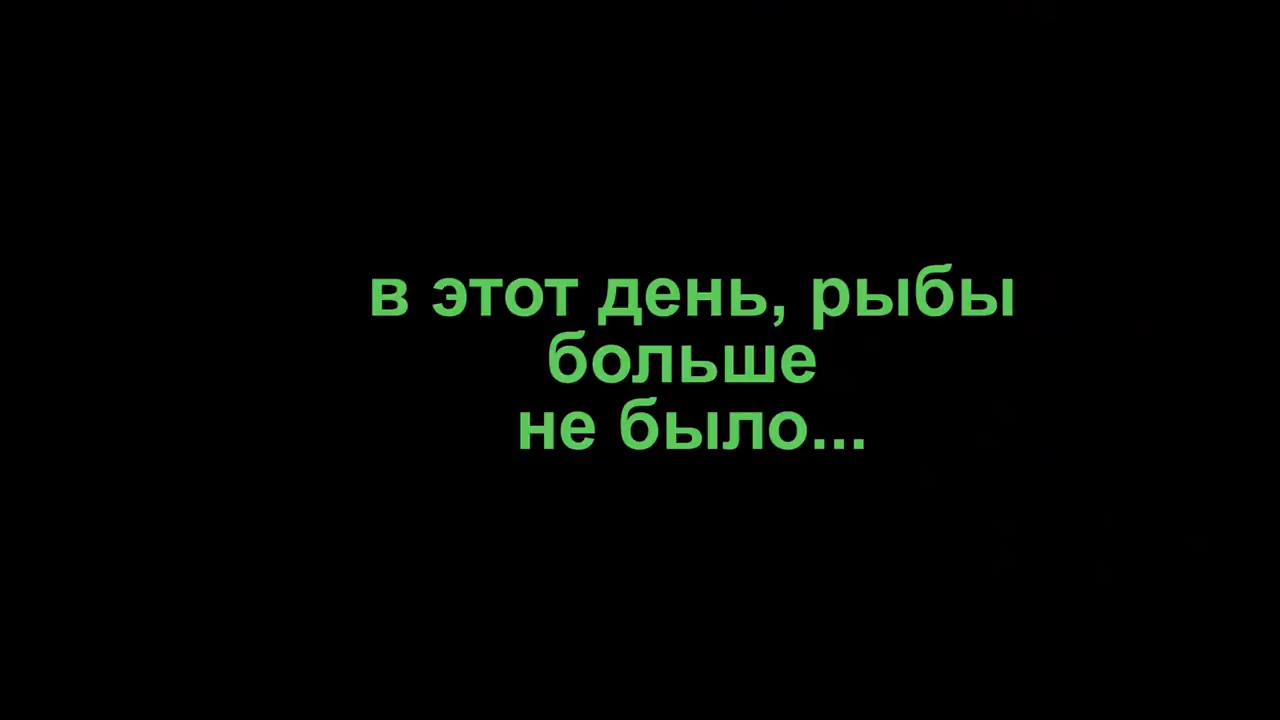 в этот день, рыбы
больше
не было...